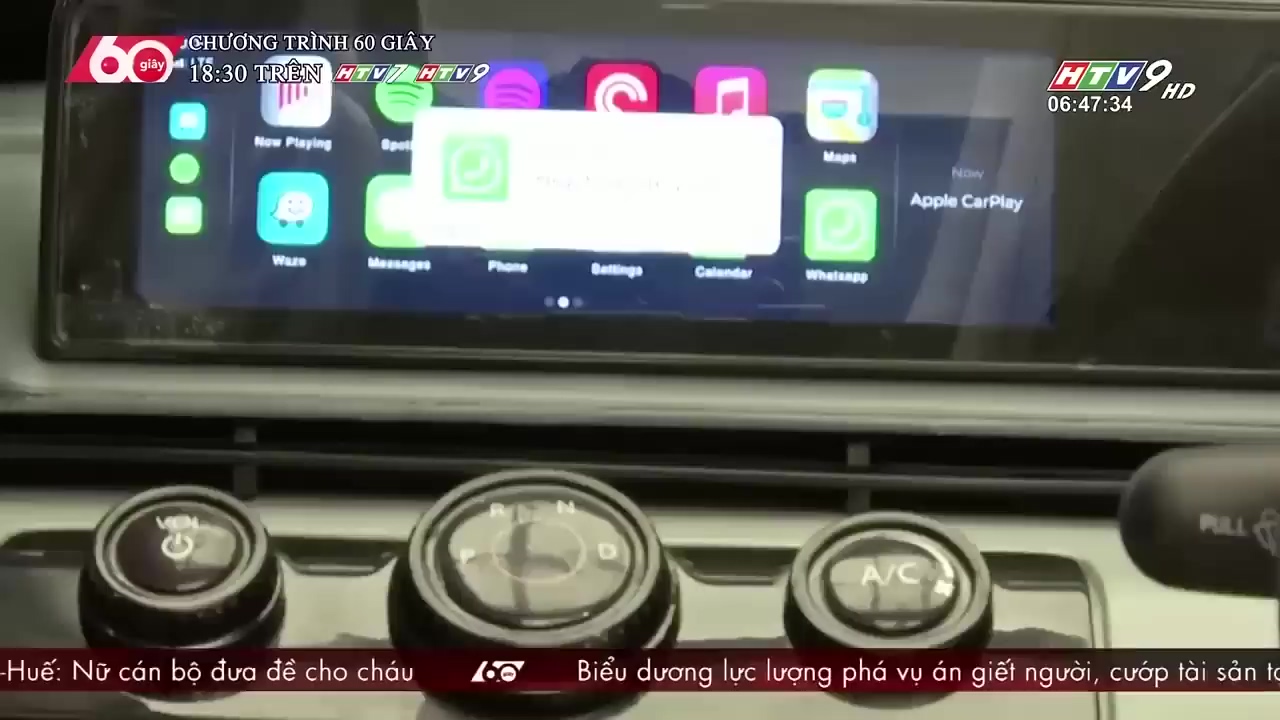 60 giây
CHƯƠNG TRÌNH 60 GIÂY
18:30 TRÊN HTV7 HTV9
HTV9 HD
06:47:34
Now Playing
Maps
Now
Apple CarPlay
Waze
Messages
Phone
Settings
Calendar
Whatsapp
R N
P D
A/C
PULL
-Huế: Nữ cán bộ đưa đề cho cháu 60 giây Biểu dương lực lượng phá vụ án giết người, cướp tài sản